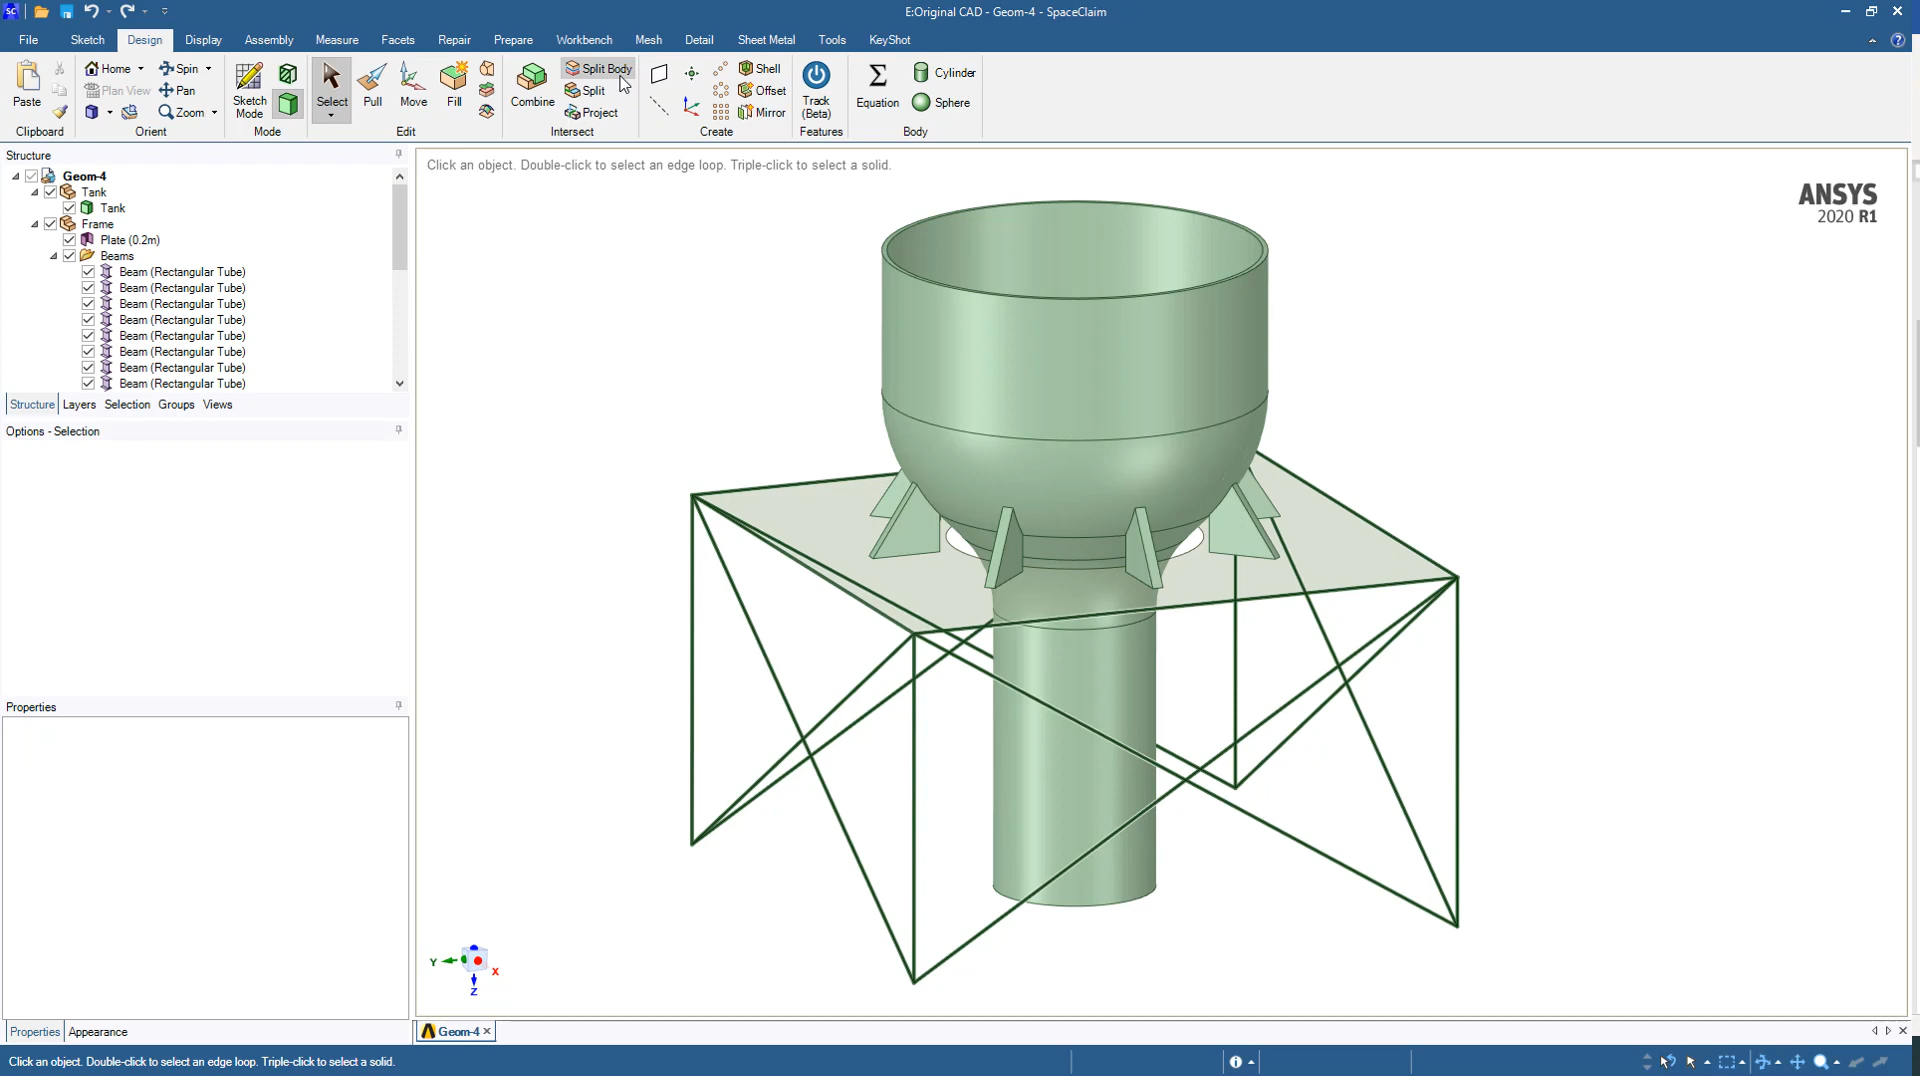 SC
E:Original CAD - Geom-4 - SpaceClaim
File Sketch Design Display Assembly Measure Facets Repair Prepare Workbench Mesh Detail Sheet Metal Tools KeyShot
Paste
Home Spin
Plan View Pan
Zoom
Sketch Mode
Select Pull Move Fill
Combine
Split Body
Split
Project
Shell
Offset
Mirror
Track (Beta)
Equation
Cylinder
Sphere
Clipboard Orient Mode Edit Intersect Create Features Body
Structure
Geom-4
Tank
Tank
Frame
Plate (0.2m)
Beams
Beam (Rectangular Tube)
Beam (Rectangular Tube)
Beam (Rectangular Tube)
Beam (Rectangular Tube)
Beam (Rectangular Tube)
Beam (Rectangular Tube)
Beam (Rectangular Tube)
Beam (Rectangular Tube)
Structure Layers Selection Groups Views
Options - Selection
Properties
Properties Appearance
Click an object. Double-click to select an edge loop. Triple-click to select a solid.
ANSYS
2020 R1
Y
X
Z
Geom-4
Click an object. Double-click to select an edge loop. Triple-click to select a solid.